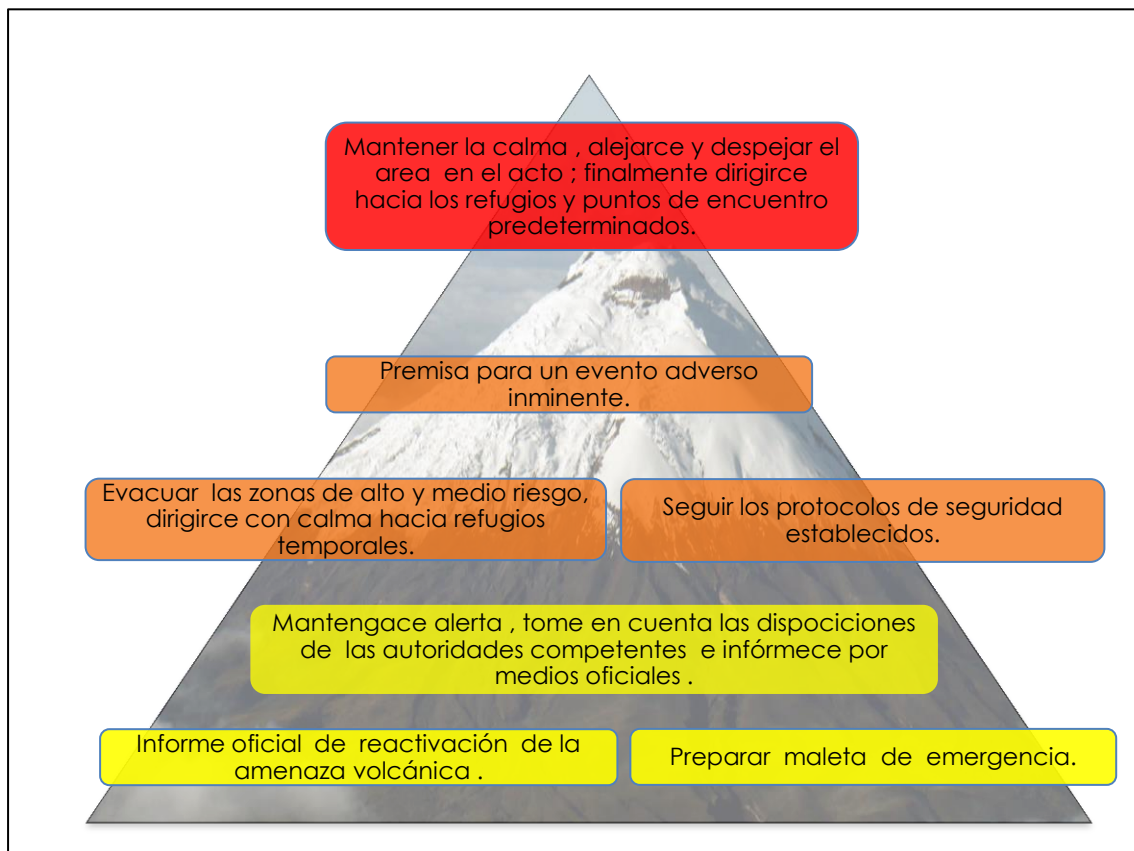 Mantener la calma , alejarce y despejar el
area en el acto ; finalmente dirigirce
hacia los refugios y puntos de encuentro
predeterminados.
Premisa para un evento adverso
inminente.
Evacuar las zonas de alto y medio riesgo,
dirigirce con calma hacia refugios
temporales.
Seguir los protocolos de seguridad
establecidos.
Mantengace alerta , tome en cuenta las dispociciones
de las autoridades competentes e infórmece por
medios oficiales .
Informe oficial de reactivación de la
amenaza volcánica .
Preparar maleta de emergencia.